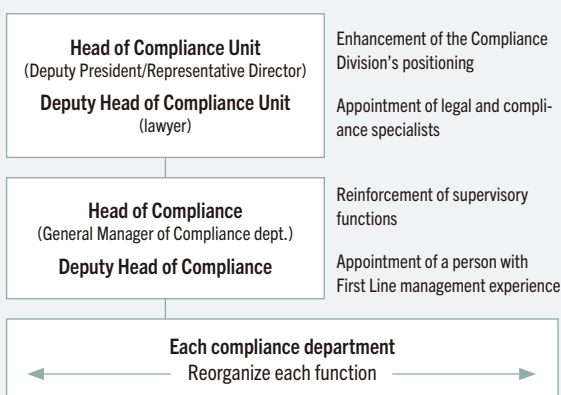 Head of Compliance Unit
(Deputy President/Representative Director)
Deputy Head of Compliance Unit
(lawyer)
Enhancement of the Compliance
Division's positioning
Appointment of legal and compli-
ance specialists
Head of Compliance
(General Manager of Compliance dept.)
Deputy Head of Compliance
Reinforcement of supervisory
functions
Appointment of a person with
First Line management experience
Each compliance department
Reorganize each function